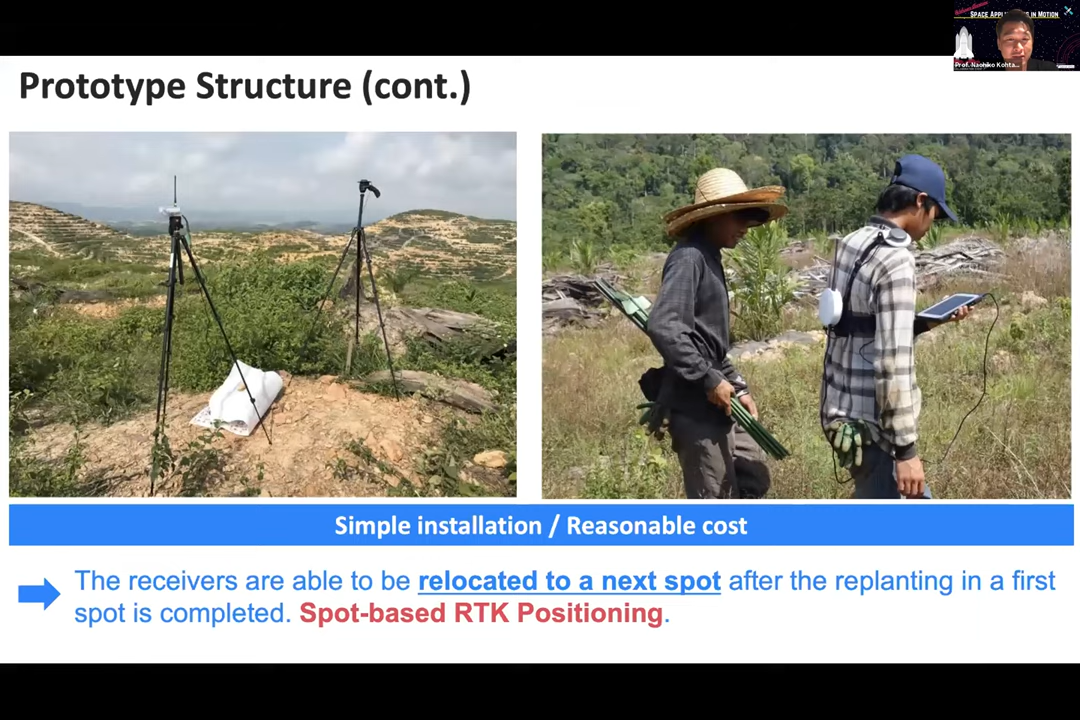 SPACE APPLICATIONS IN MOTION
Prof. Naohiko Kohta...
Prototype Structure (cont.)
Simple installation / Reasonable cost
The receivers are able to be relocated to a next spot after the replanting in a first
spot is completed. Spot-based RTK Positioning.